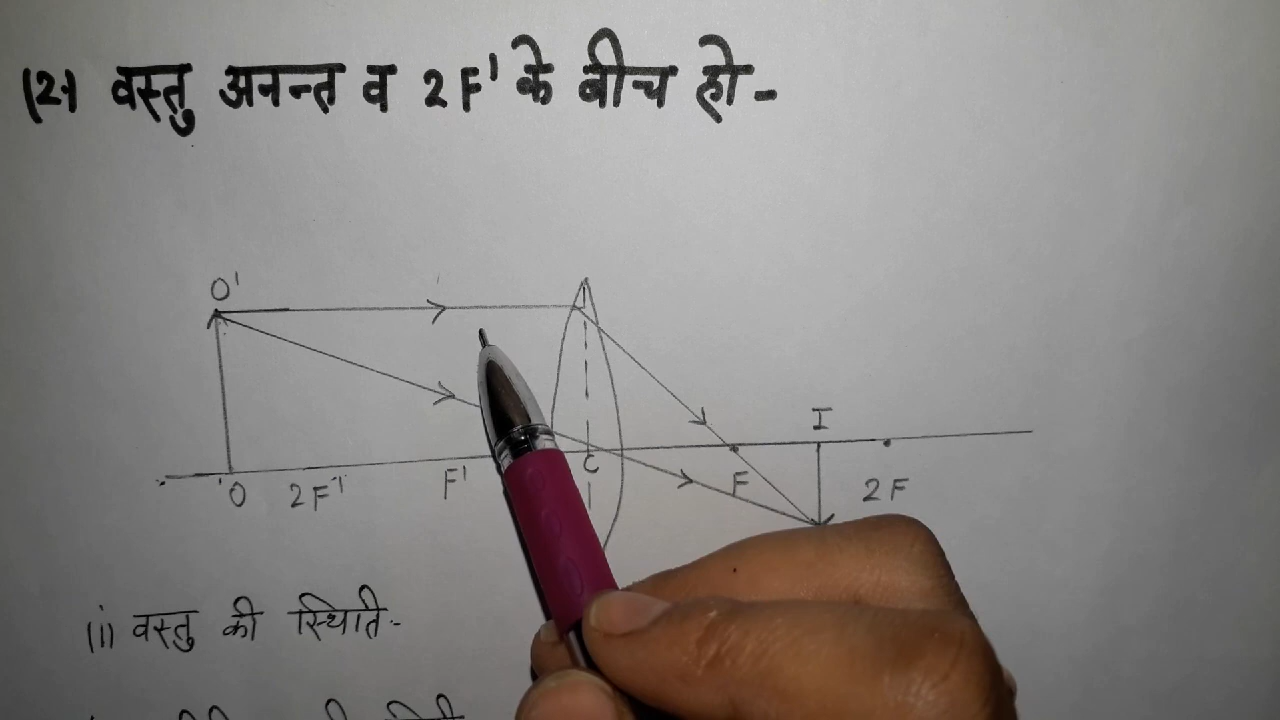 (2) वस्तु अनन्त व 2F' के बीच हो -
O'
I
C
O 2F' F' F 2F
(i) वस्तु की स्थिति:-